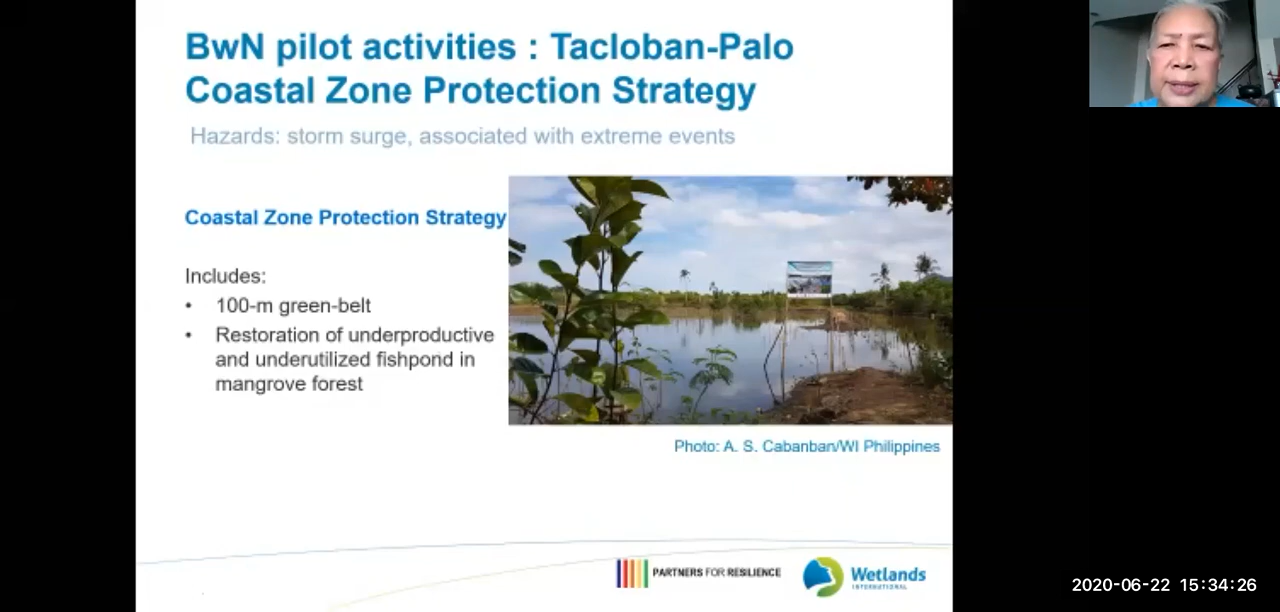 BwN pilot activities : Tacloban-Palo
Coastal Zone Protection Strategy
Hazards: storm surge, associated with extreme events
Coastal Zone Protection Strategy
Includes:
• 100-m green-belt
• Restoration of underproductive
and underutilized fishpond in
mangrove forest
Photo: A. S. Cabanban/WI Philippines
PARTNERS FOR RESILIENCE
Wetlands
INTERNATIONAL
2020-06-22 15:34:26